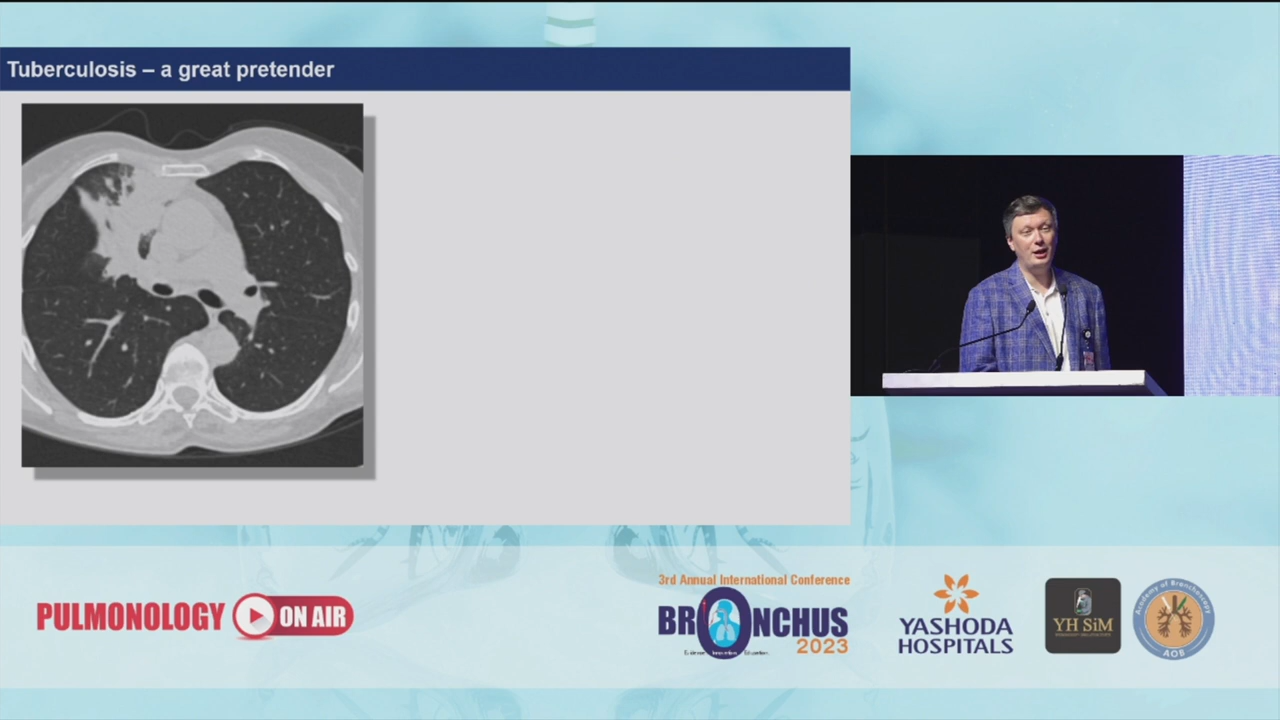 Tuberculosis – a great pretender
PULMONOLOGY ON AIR
3rd Annual International Conference
BRONCHUS
2023
YASHODA
HOSPITALS
YH SiM
Academy of Bronchoscopy
AOB